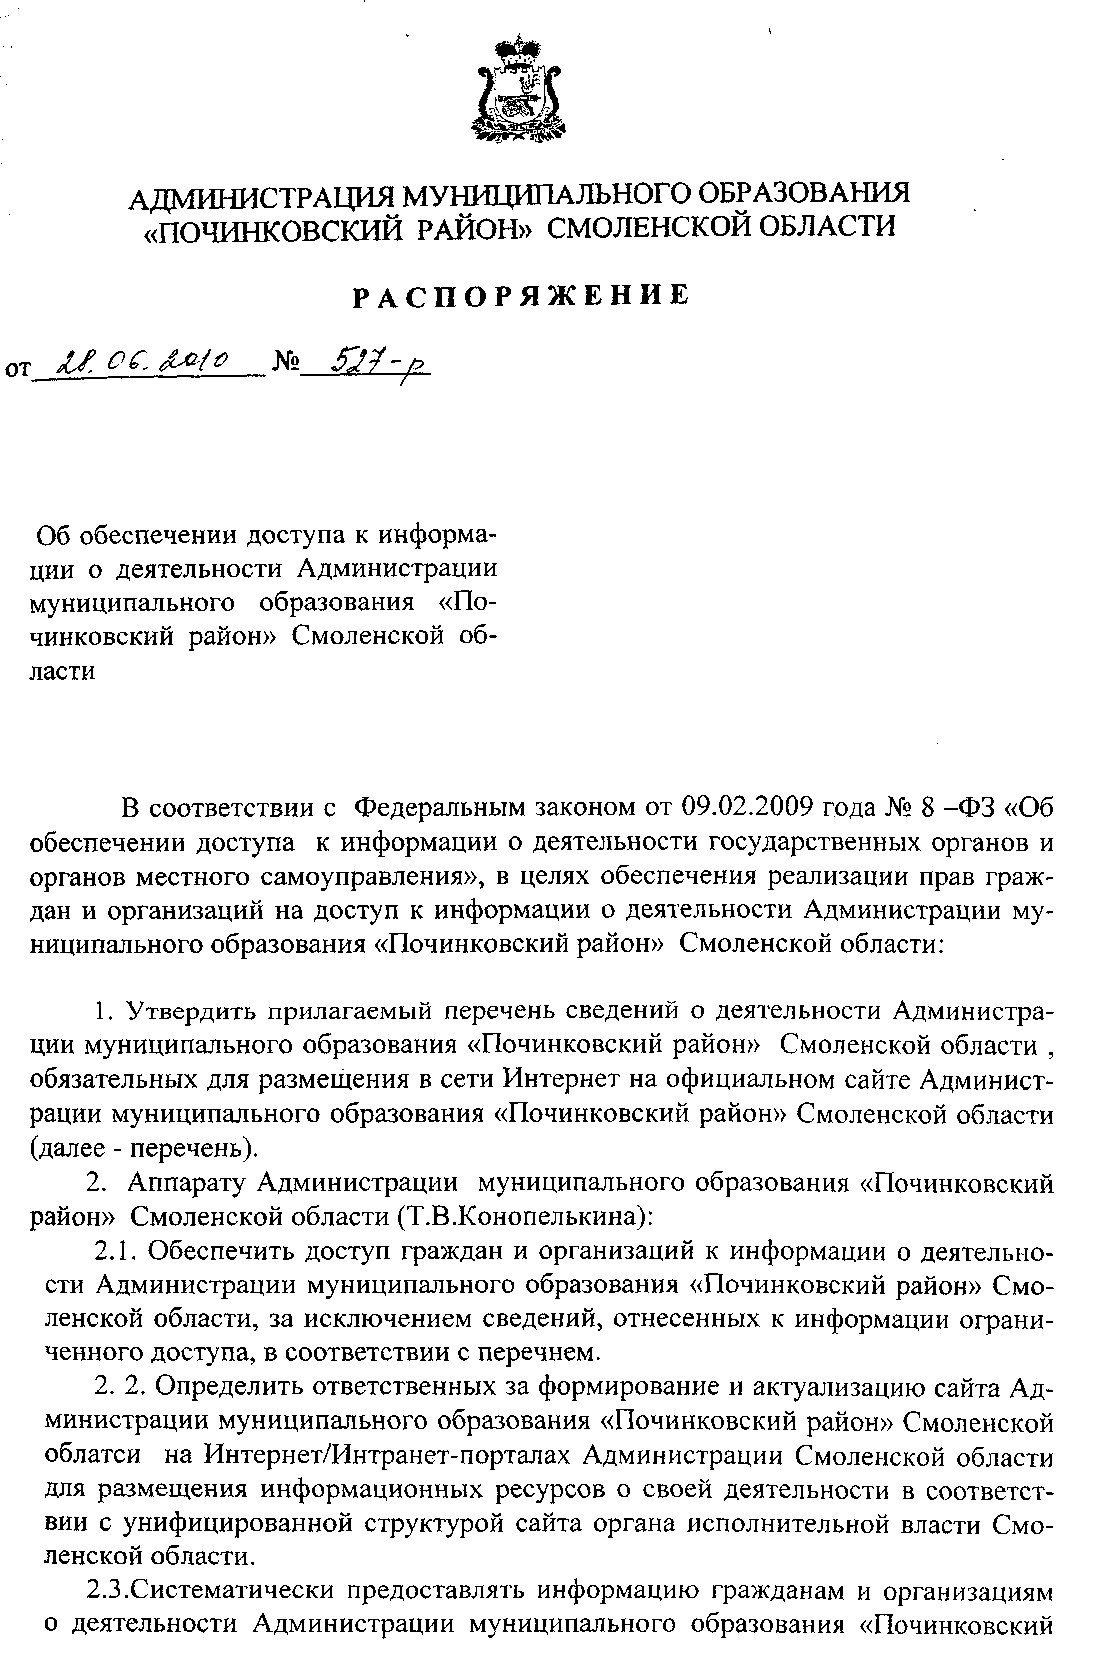 АДМИНИСТРАЦИЯ МУНИЦИПАЛЬНОГО ОБРАЗОВАНИЯ
«ПОЧИНКОВСКИЙ РАЙОН» СМОЛЕНСКОЙ ОБЛАСТИ
РАСПОРЯЖЕНИЕ
от 28.06.2010 № 527-р
Об обеспечении доступа к информа-
ции о деятельности Администрации
муниципального образования «По-
чинковский район» Смоленской об-
ласти
В соответствии с Федеральным законом от 09.02.2009 года № 8 –ФЗ «Об
обеспечении доступа к информации о деятельности государственных органов и
органов местного самоуправления», в целях обеспечения реализации прав граж-
дан и организаций на доступ к информации о деятельности Администрации му-
ниципального образования «Починковский район» Смоленской области:
1. Утвердить прилагаемый перечень сведений о деятельности Администра-
ции муниципального образования «Починковский район» Смоленской области ,
обязательных для размещения в сети Интернет на официальном сайте Админист-
рации муниципального образования «Починковский район» Смоленской области
(далее - перечень).
2. Аппарату Администрации муниципального образования «Починковский
район» Смоленской области (Т.В.Конопелькина):
2.1. Обеспечить доступ граждан и организаций к информации о деятельно-
сти Администрации муниципального образования «Починковский район» Смо-
ленской области, за исключением сведений, отнесенных к информации ограни-
ченного доступа, в соответствии с перечнем.
2. 2. Определить ответственных за формирование и актуализацию сайта Ад-
министрации муниципального образования «Починковский район» Смоленской
облатси на Интернет/Интранет-порталах Администрации Смоленской области
для размещения информационных ресурсов о своей деятельности в соответст-
вии с унифицированной структурой сайта органа исполнительной власти Смо-
ленской области.
2.3.Систематически предоставлять информацию гражданам и организациям
о деятельности Администрации муниципального образования «Починковский